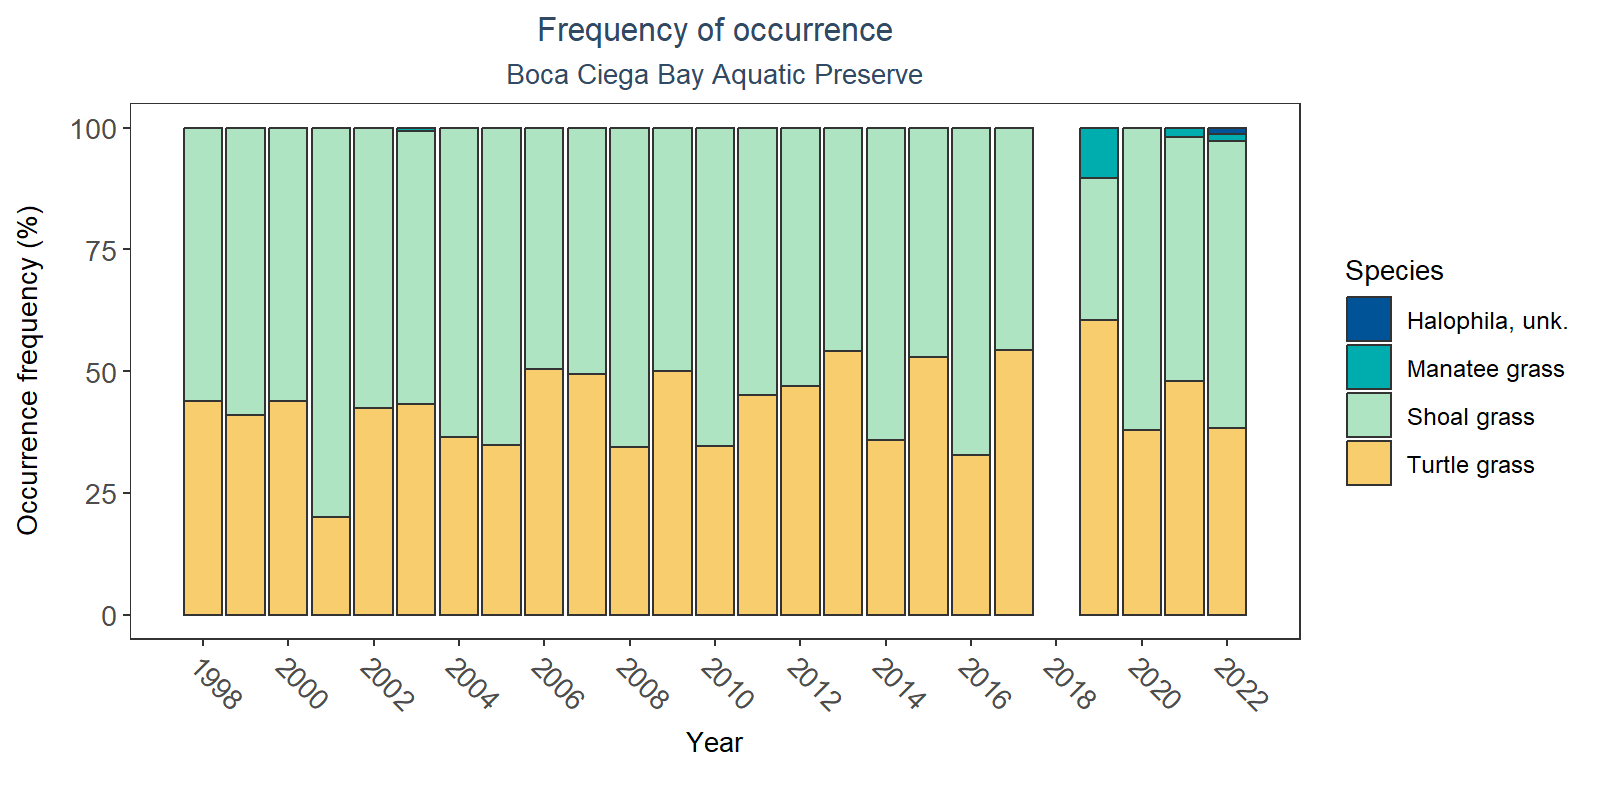 Frequency of occurrence
Boca Ciega Bay Aquatic Preserve
Occurrence frequency (%)
100
75
50
25
0
1998
2000
2002
2004
2006
2008
2010
2012
2014
2016
2018
2020
2022
Year
Species
Halophila, unk.
Manatee grass
Shoal grass
Turtle grass